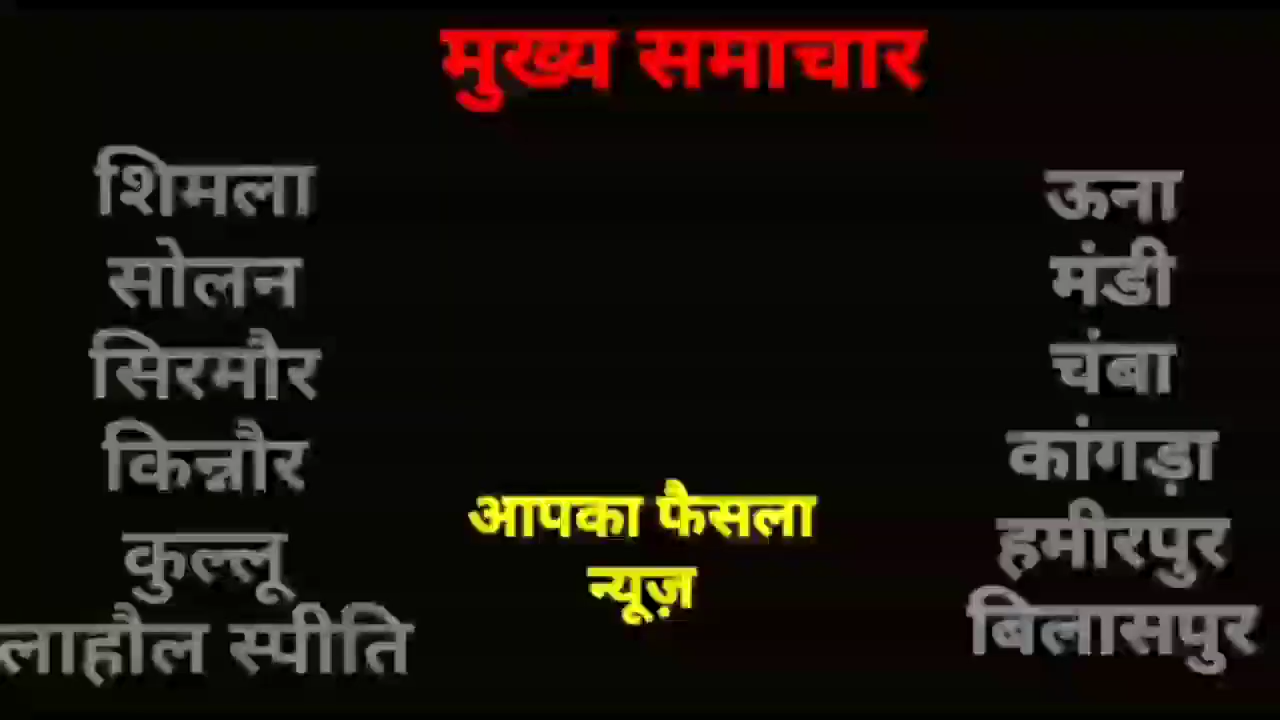 मुख्य समाचार
शिमला
सोलन
सिरमौर
किन्नौर
कुल्लू
लाहौल स्पीति
आपका फैसला
न्यूज़
ऊना
मंडी
चंबा
कांगड़ा
हमीरपुर
बिलासपुर